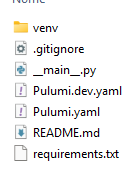 venv
.gitignore
__main__.py
Pulumi.dev.yaml
Pulumi.yaml
README.md
requirements.txt